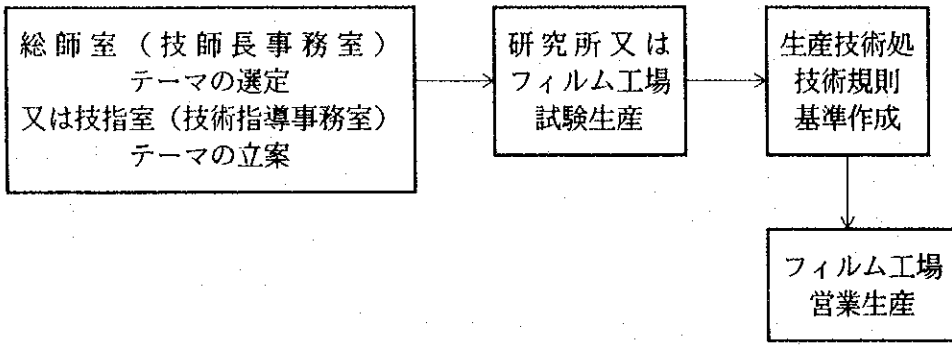 総師室（技師長事務室）
テーマの選定
又は技指室（技術指導事務室）
テーマの立案
研究所又は
フィルム工場
試験生産
生産技術処
技術規則
基準作成
フィルム工場
営業生産